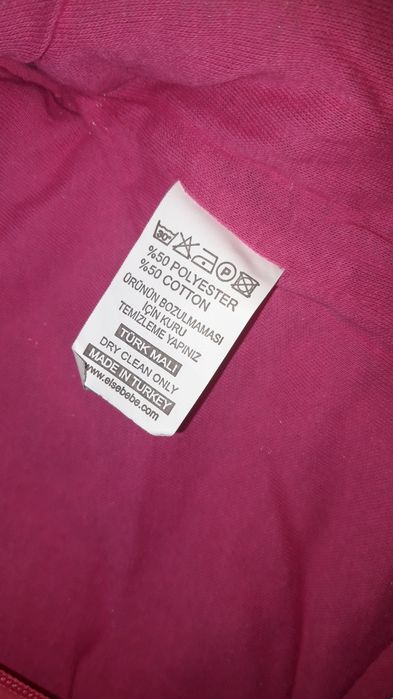 30°
P
%50 POLYESTER
%50 COTTON
ÜRÜNÜN BOZULMAMASI
İÇİN KURU
TEMİZLEME YAPINIZ
TÜRK MALI
DRY CLEAN ONLY
MADE IN TURKEY
www.elsebebe.com